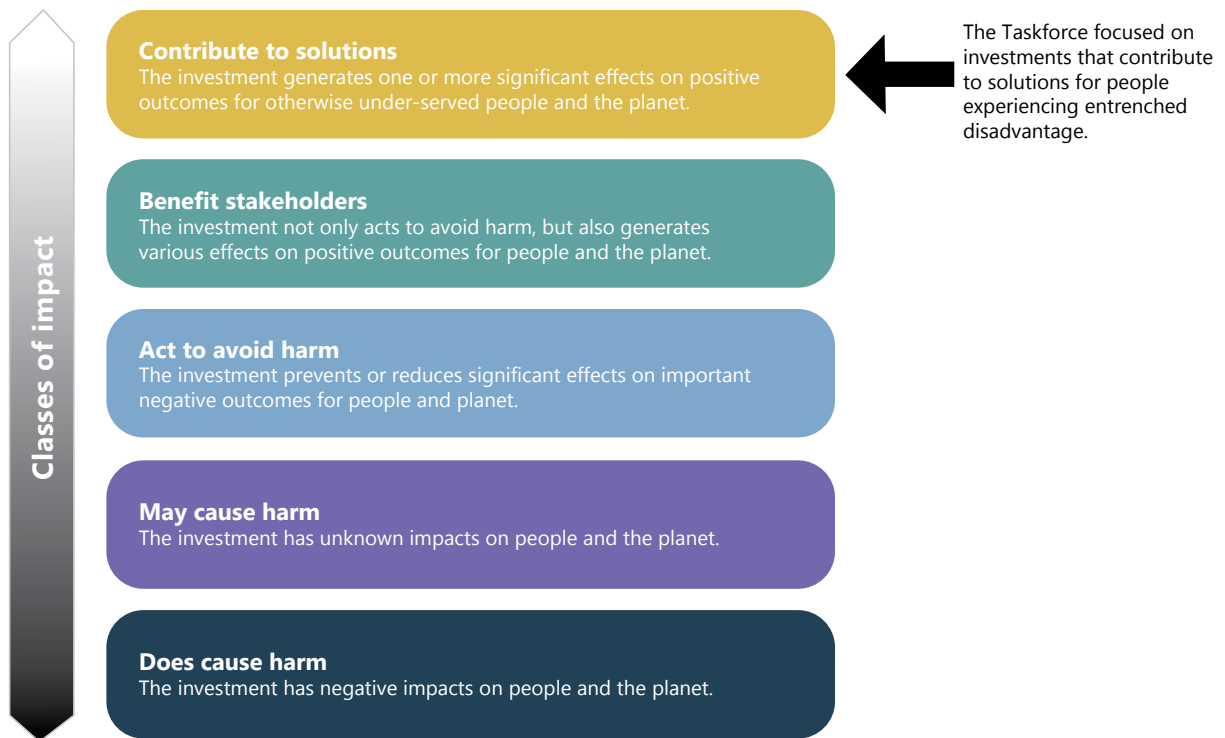 Classes of impact
Contribute to solutions
The investment generates one or more significant effects on positive
outcomes for otherwise under-served people and the planet.
The Taskforce focused on
investments that contribute
to solutions for people
experiencing entrenched
disadvantage.
Benefit stakeholders
The investment not only acts to avoid harm, but also generates
various effects on positive outcomes for people and the planet.
Act to avoid harm
The investment prevents or reduces significant effects on important
negative outcomes for people and planet.
May cause harm
The investment has unknown impacts on people and the planet.
Does cause harm
The investment has negative impacts on people and the planet.